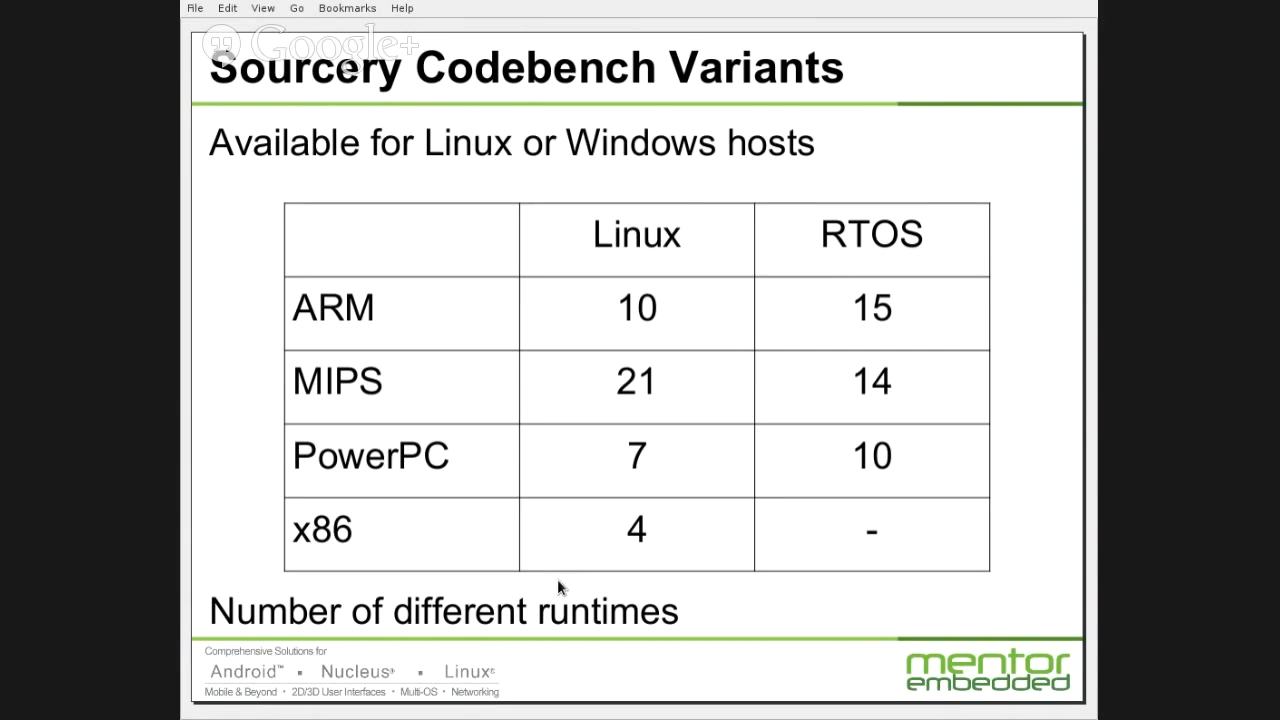 File Edit View Go Bookmarks Help
Google+
Sourcery Codebench Variants
Available for Linux or Windows hosts
Linux RTOS
ARM 10 15
MIPS 21 14
PowerPC 7 10
x86 4 -
Number of different runtimes
Comprehensive Solutions for
Android™ ▪ Nucleus® ▪ Linux®
Mobile & Beyond • 2D/3D User Interfaces • Multi-OS • Networking
mentor
embedded